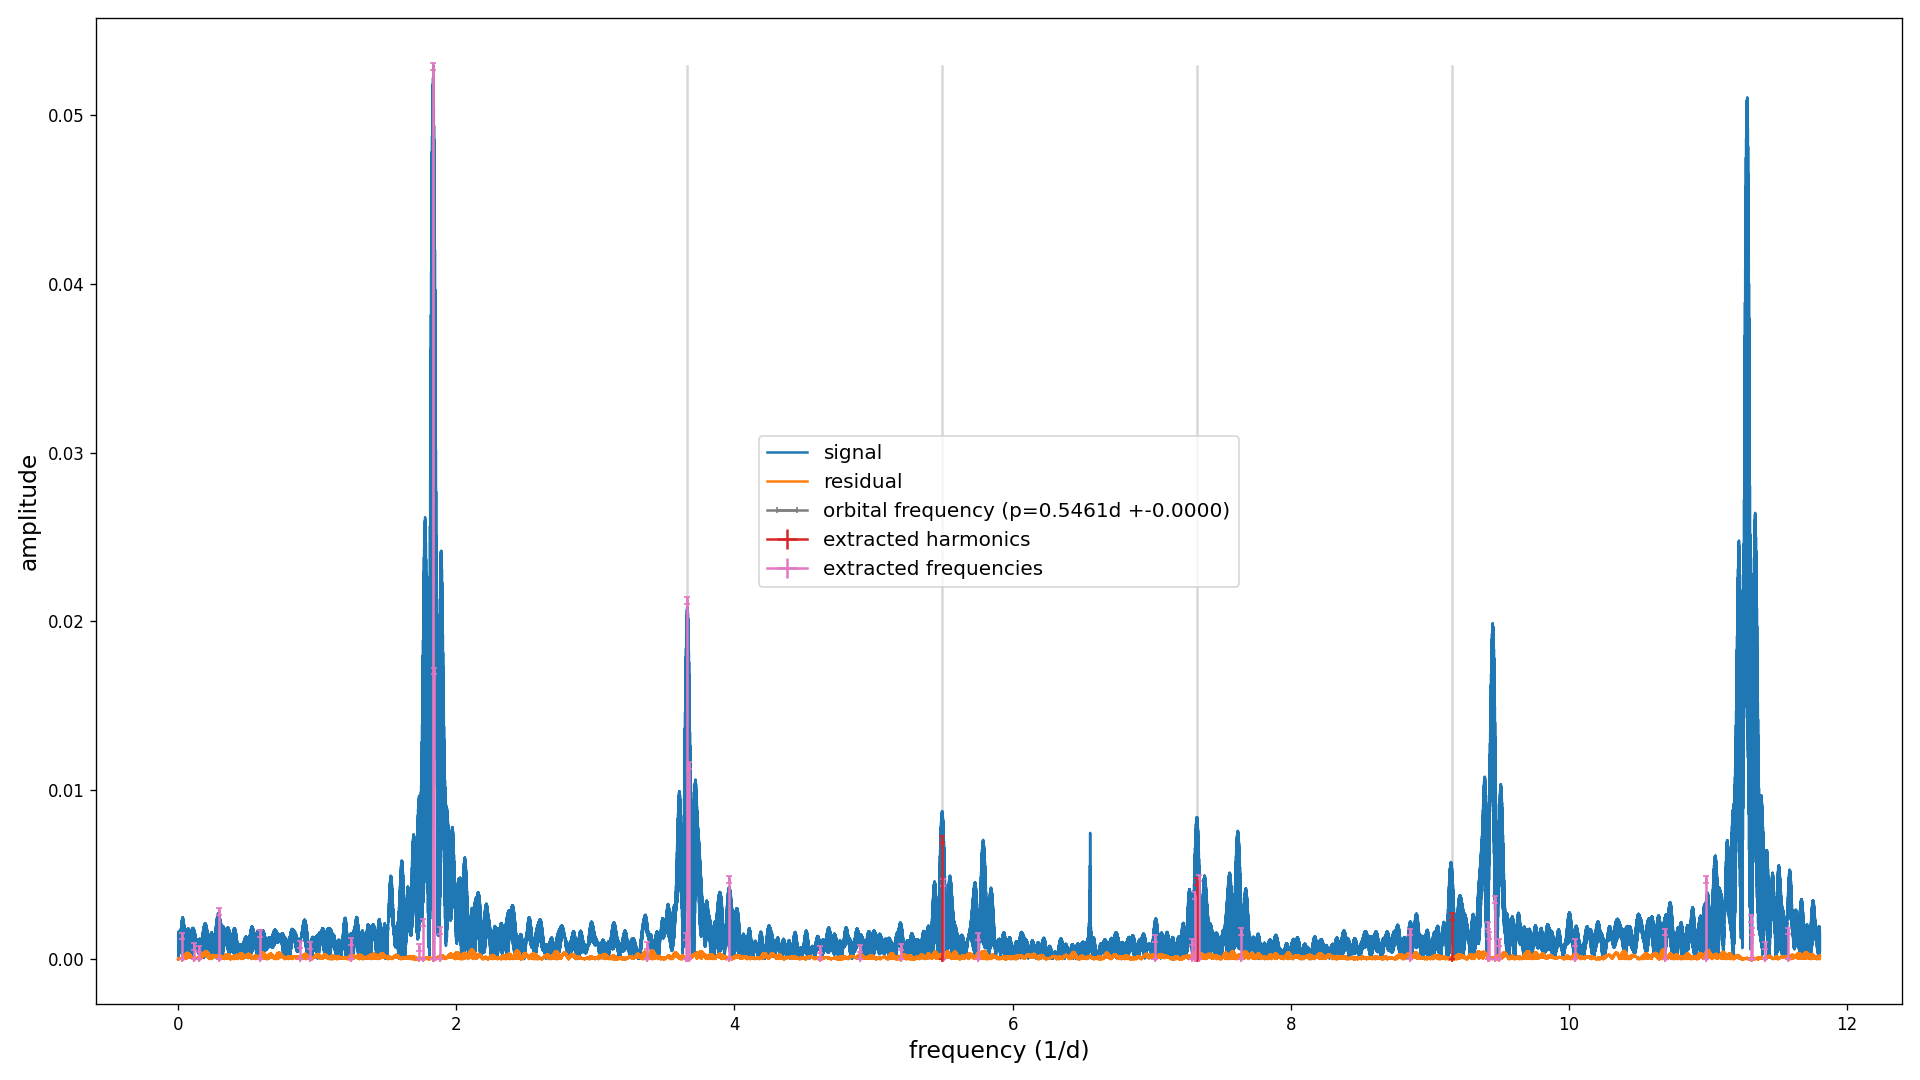 0.05
0.04
0.03
0.02
0.01
0.00
amplitude
signal
residual
orbital frequency (p=0.5461d +-0.0000)
extracted harmonics
extracted frequencies
0 2 4 6 8 10 12
frequency (1/d)